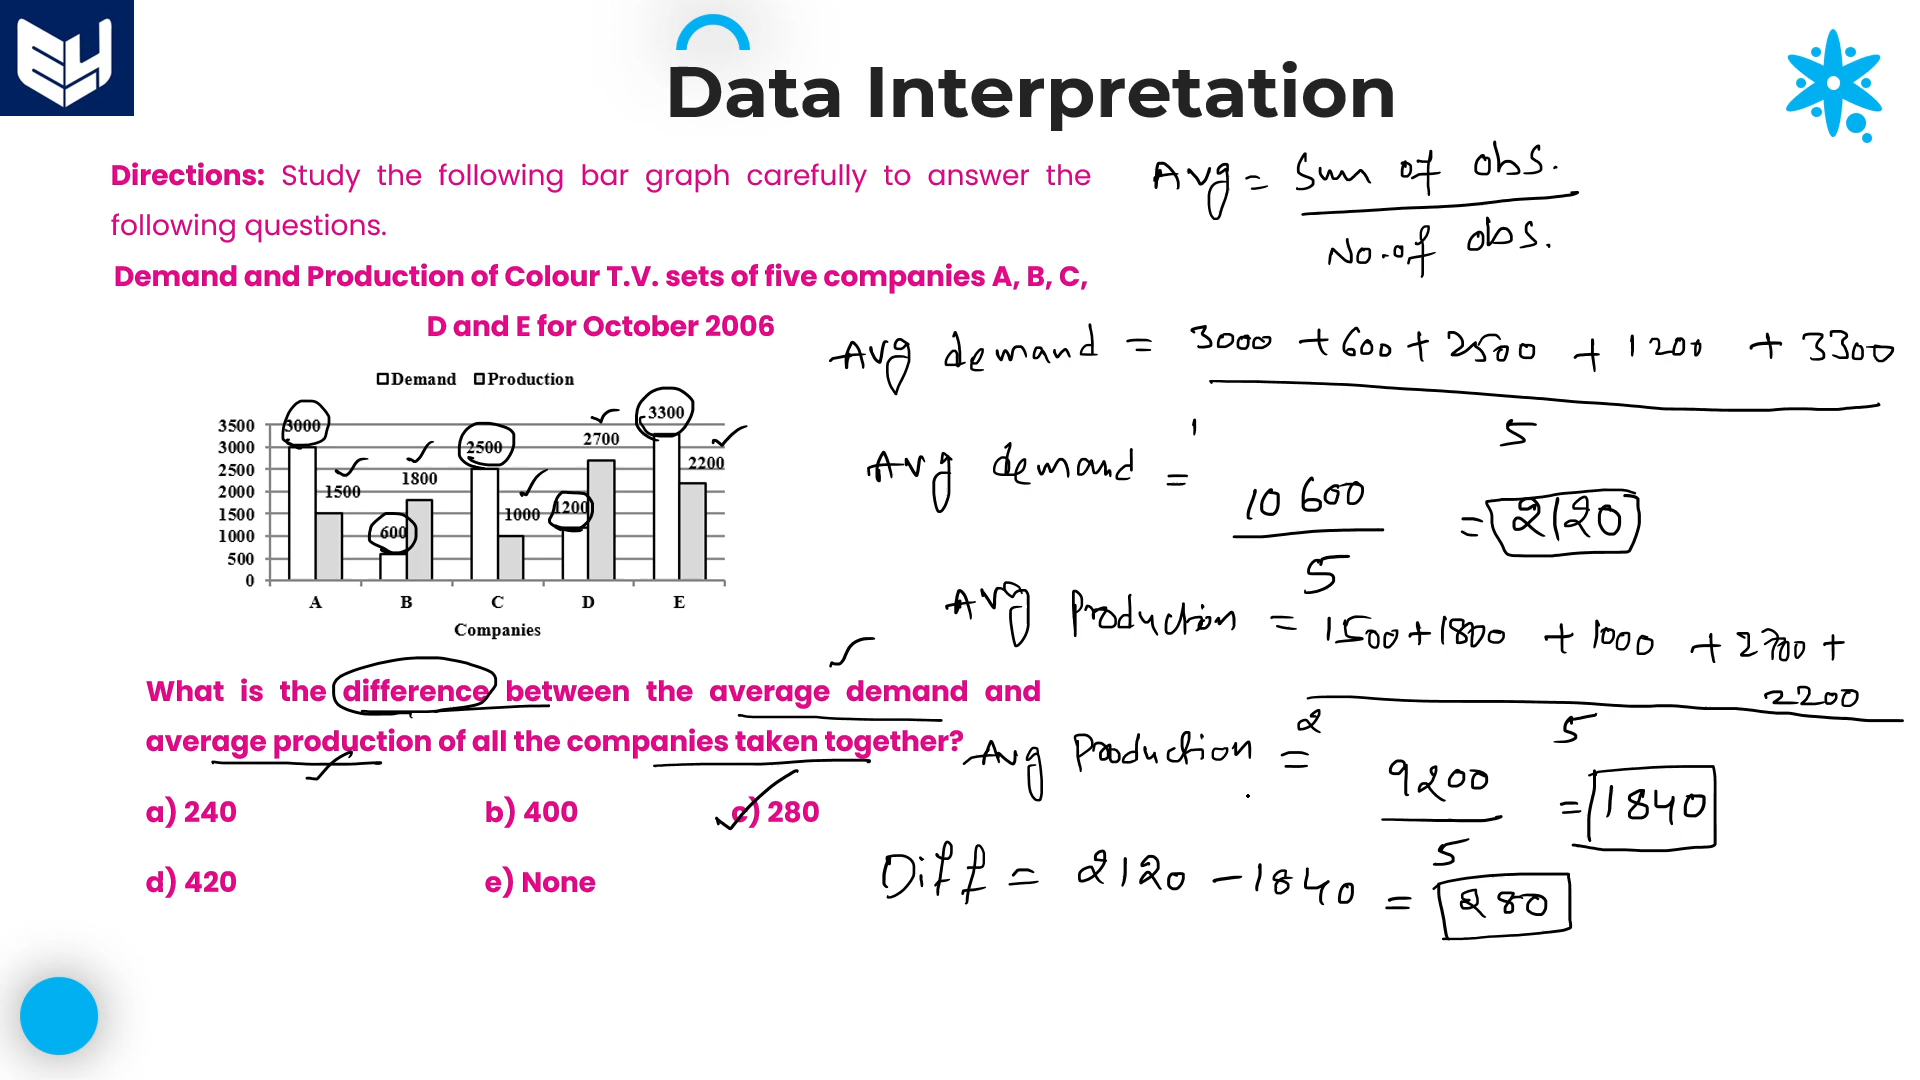 Data Interpretation
Directions: Study the following bar graph carefully to answer the
following questions.
Demand and Production of Colour T.V. sets of five companies A, B, C,
D and E for October 2006
Demand Production
3500
3000
2500
2000
1500
1000
500
0
3000
1500
600
1800
2500
1000
1200
2700
3300
2200
A B C D E
Companies
What is the difference between the average demand and
average production of all the companies taken together?
a) 240 b) 400 c) 280
d) 420 e) None
Avg = Sum of obs.
No. of obs.
Avg demand = 3000 + 600 + 2500 + 1200 + 3300
5
Avg demand = 10600 = 2120
5
Avg Production = 1500 + 1800 + 1000 + 2700 +
2200
5
Avg Production = 9200 = 1840
5
Diff = 2120 - 1840 = 280